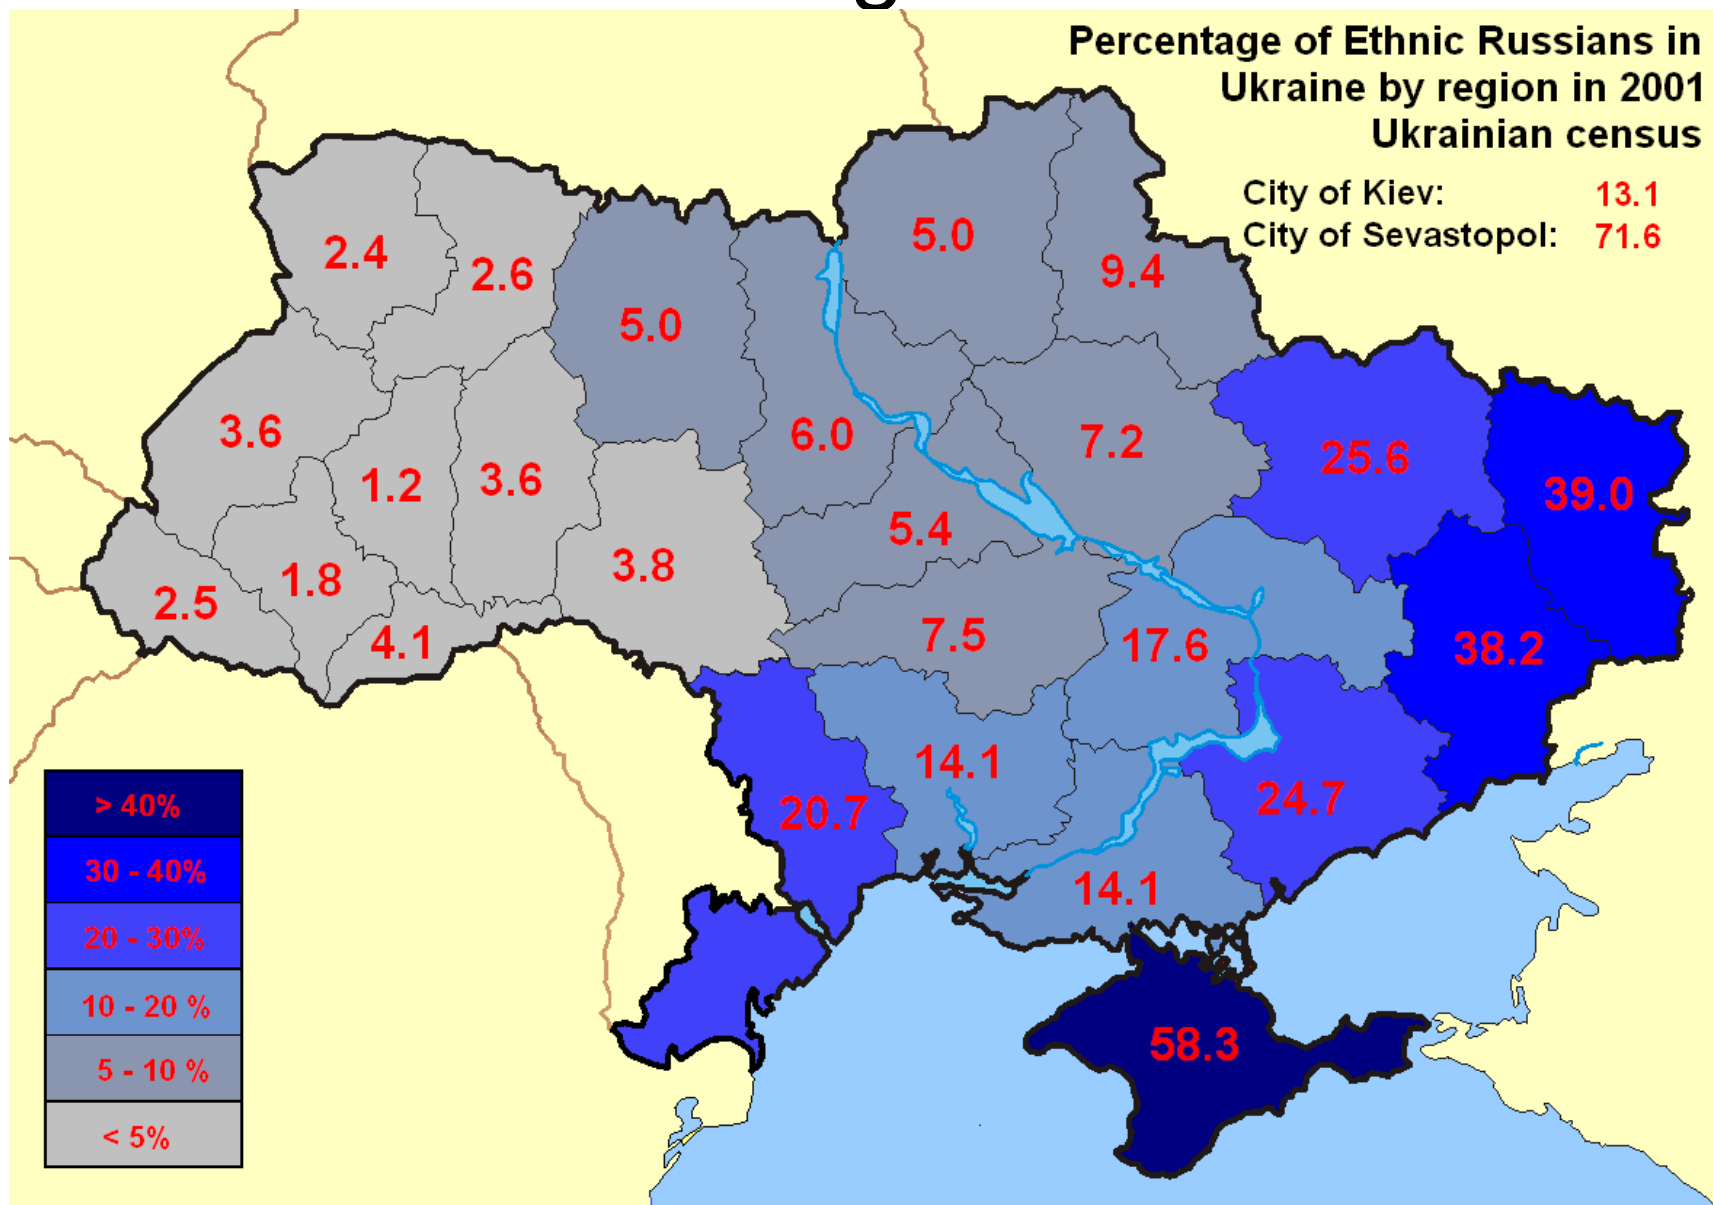 g
Percentage of Ethnic Russians in
Ukraine by region in 2001
Ukrainian census
City of Kiev: 13.1
City of Sevastopol: 71.6
2.4
2.6
5.0
5.0
9.4
3.6
1.2
3.6
6.0
7.2
25.6
39.0
2.5
1.8
4.1
3.8
5.4
7.5
17.6
38.2
20.7
14.1
24.7
14.1
58.3
> 40%
30 - 40%
20 - 30%
10 - 20 %
5 - 10 %
< 5%